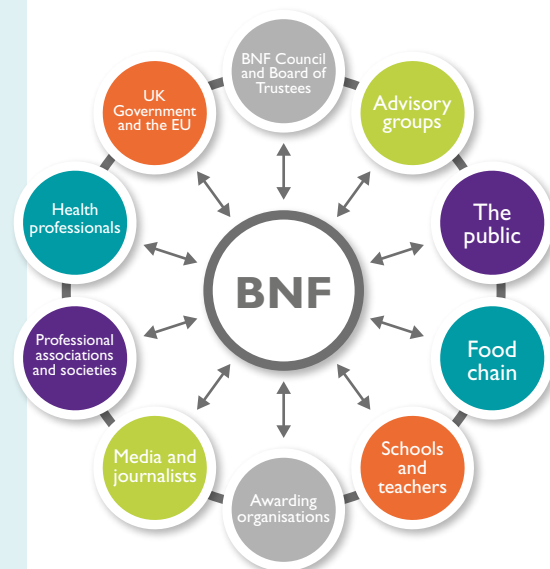 BNF Council
and Board of
Trustees
Advisory
groups
The
public
Food
chain
Schools
and
teachers
Awarding
organisations
Media and
journalists
Professional
associations
and societies
Health
professionals
UK
Government
and the EU
BNF